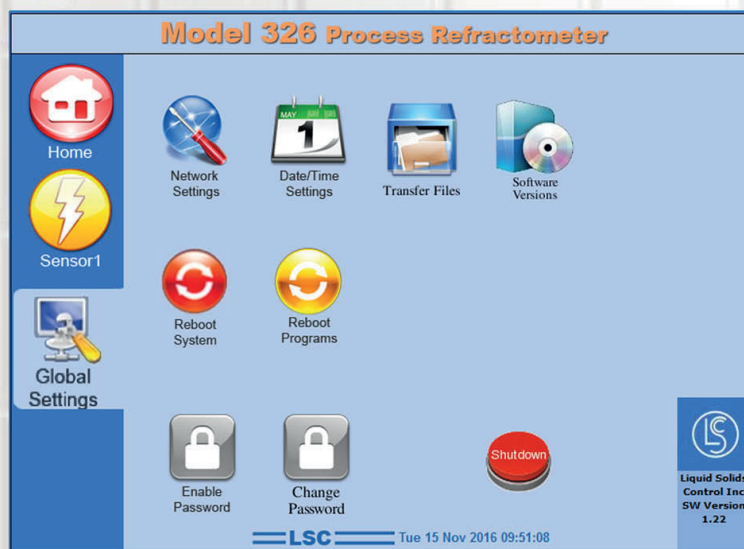 Model 326 Process Refractometer
Home
Sensor1
Global
Settings
Network
Settings
MAY
1
Date/Time
Settings
Transfer Files
Software
Versions
Reboot
System
Reboot
Programs
Enable
Password
Change
Password
Shutdown
LSC
Liquid Solids
Control Inc
SW Version
1.22
LSC
Tue 15 Nov 2016 09:51:08